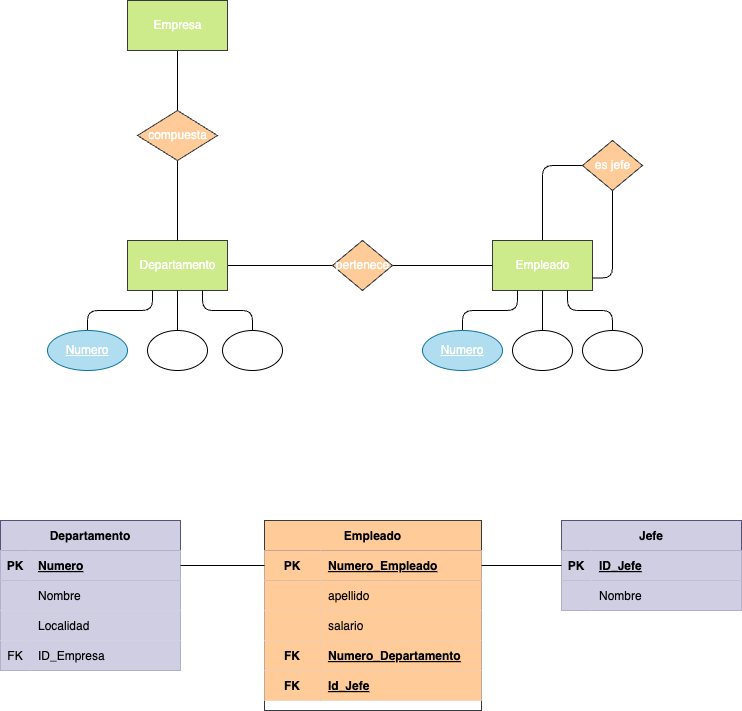 Empresa
compuesta
es jefe
Departamento
pertenece
Empleado
Numero
Numero
Departamento
PK Numero
Nombre
Localidad
FK ID_Empresa
Empleado
PK Numero_Empleado
apellido
salario
FK Numero_Departamento
FK Id_Jefe
Jefe
PK ID_Jefe
Nombre